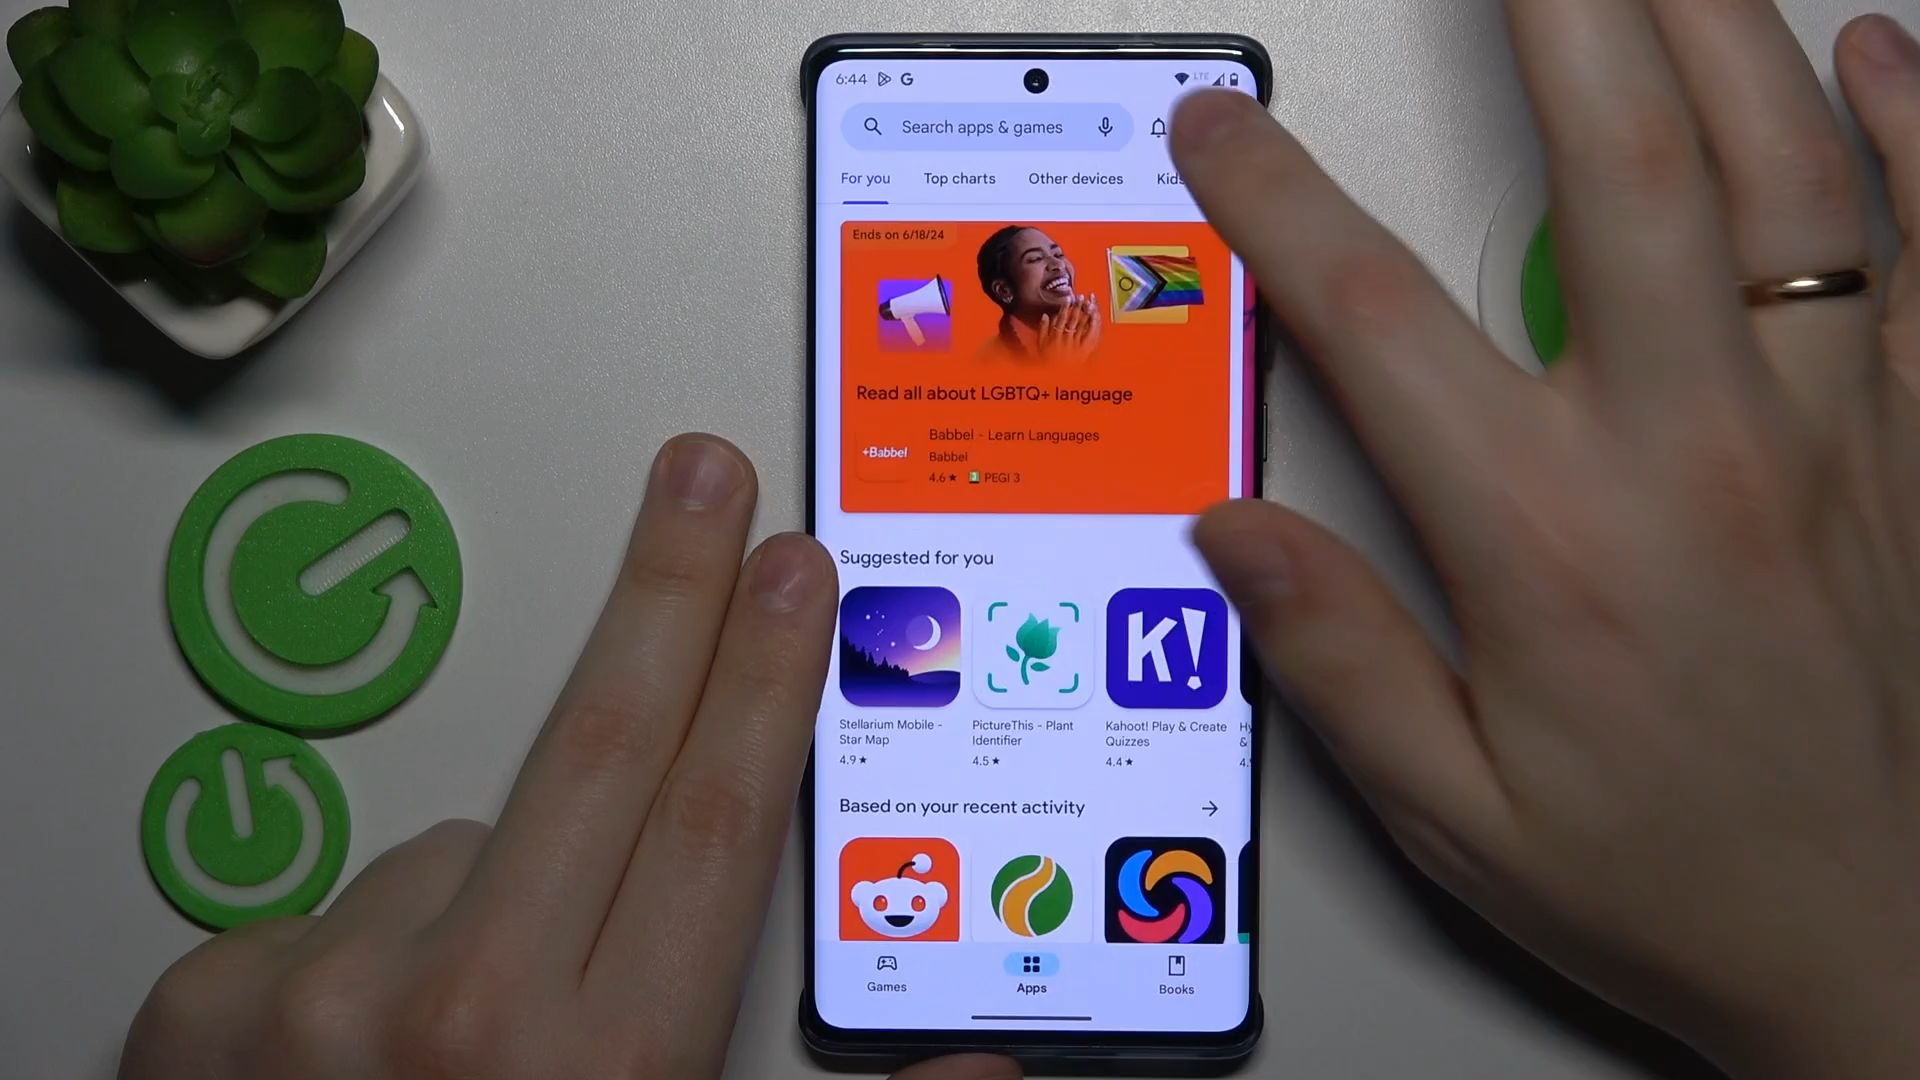 6:44
LTE
Search apps & games
For you Top charts Other devices Kids
Ends on 6/18/24
Read all about LGBTQ+ language
+Babbel
Babbel - Learn Languages
Babbel
4.6★ 3 PEGI 3
Suggested for you
K!
Stellarium Mobile - Star Map
4.9★
PictureThis - Plant Identifier
4.5★
Kahoot! Play & Create Quizzes
4.4★
Based on your recent activity
Games
Apps
Books